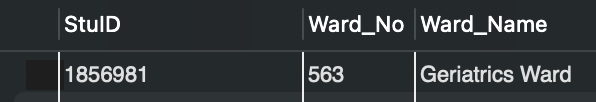 StuID Ward_No Ward_Name
1856981 563 Geriatrics Ward